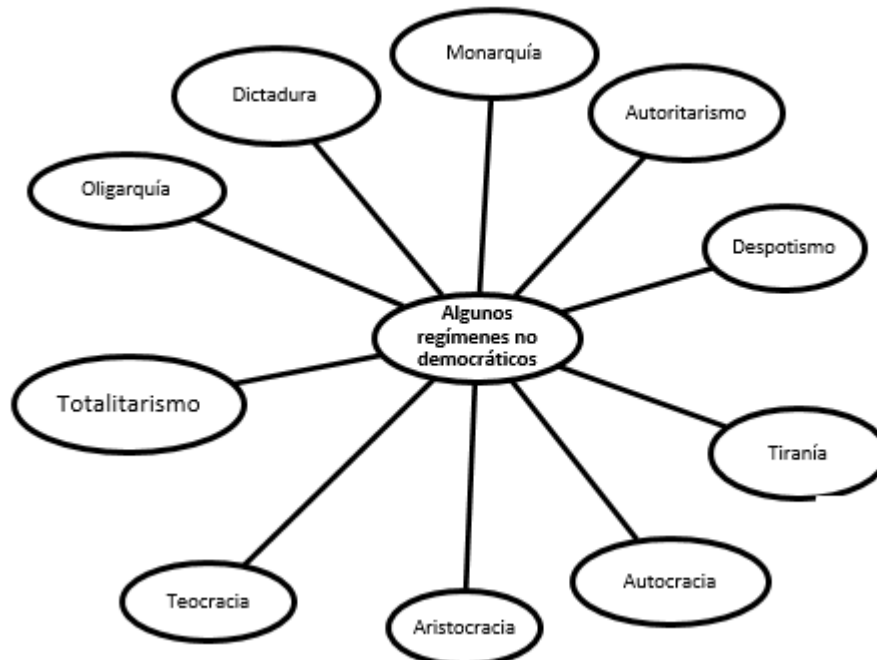 Monarquía
Dictadura
Autoritarismo
Oligarquía
Despotismo
Algunos
regímenes no
democráticos
Totalitarismo
Tiranía
Autocracia
Teocracia
Aristocracia